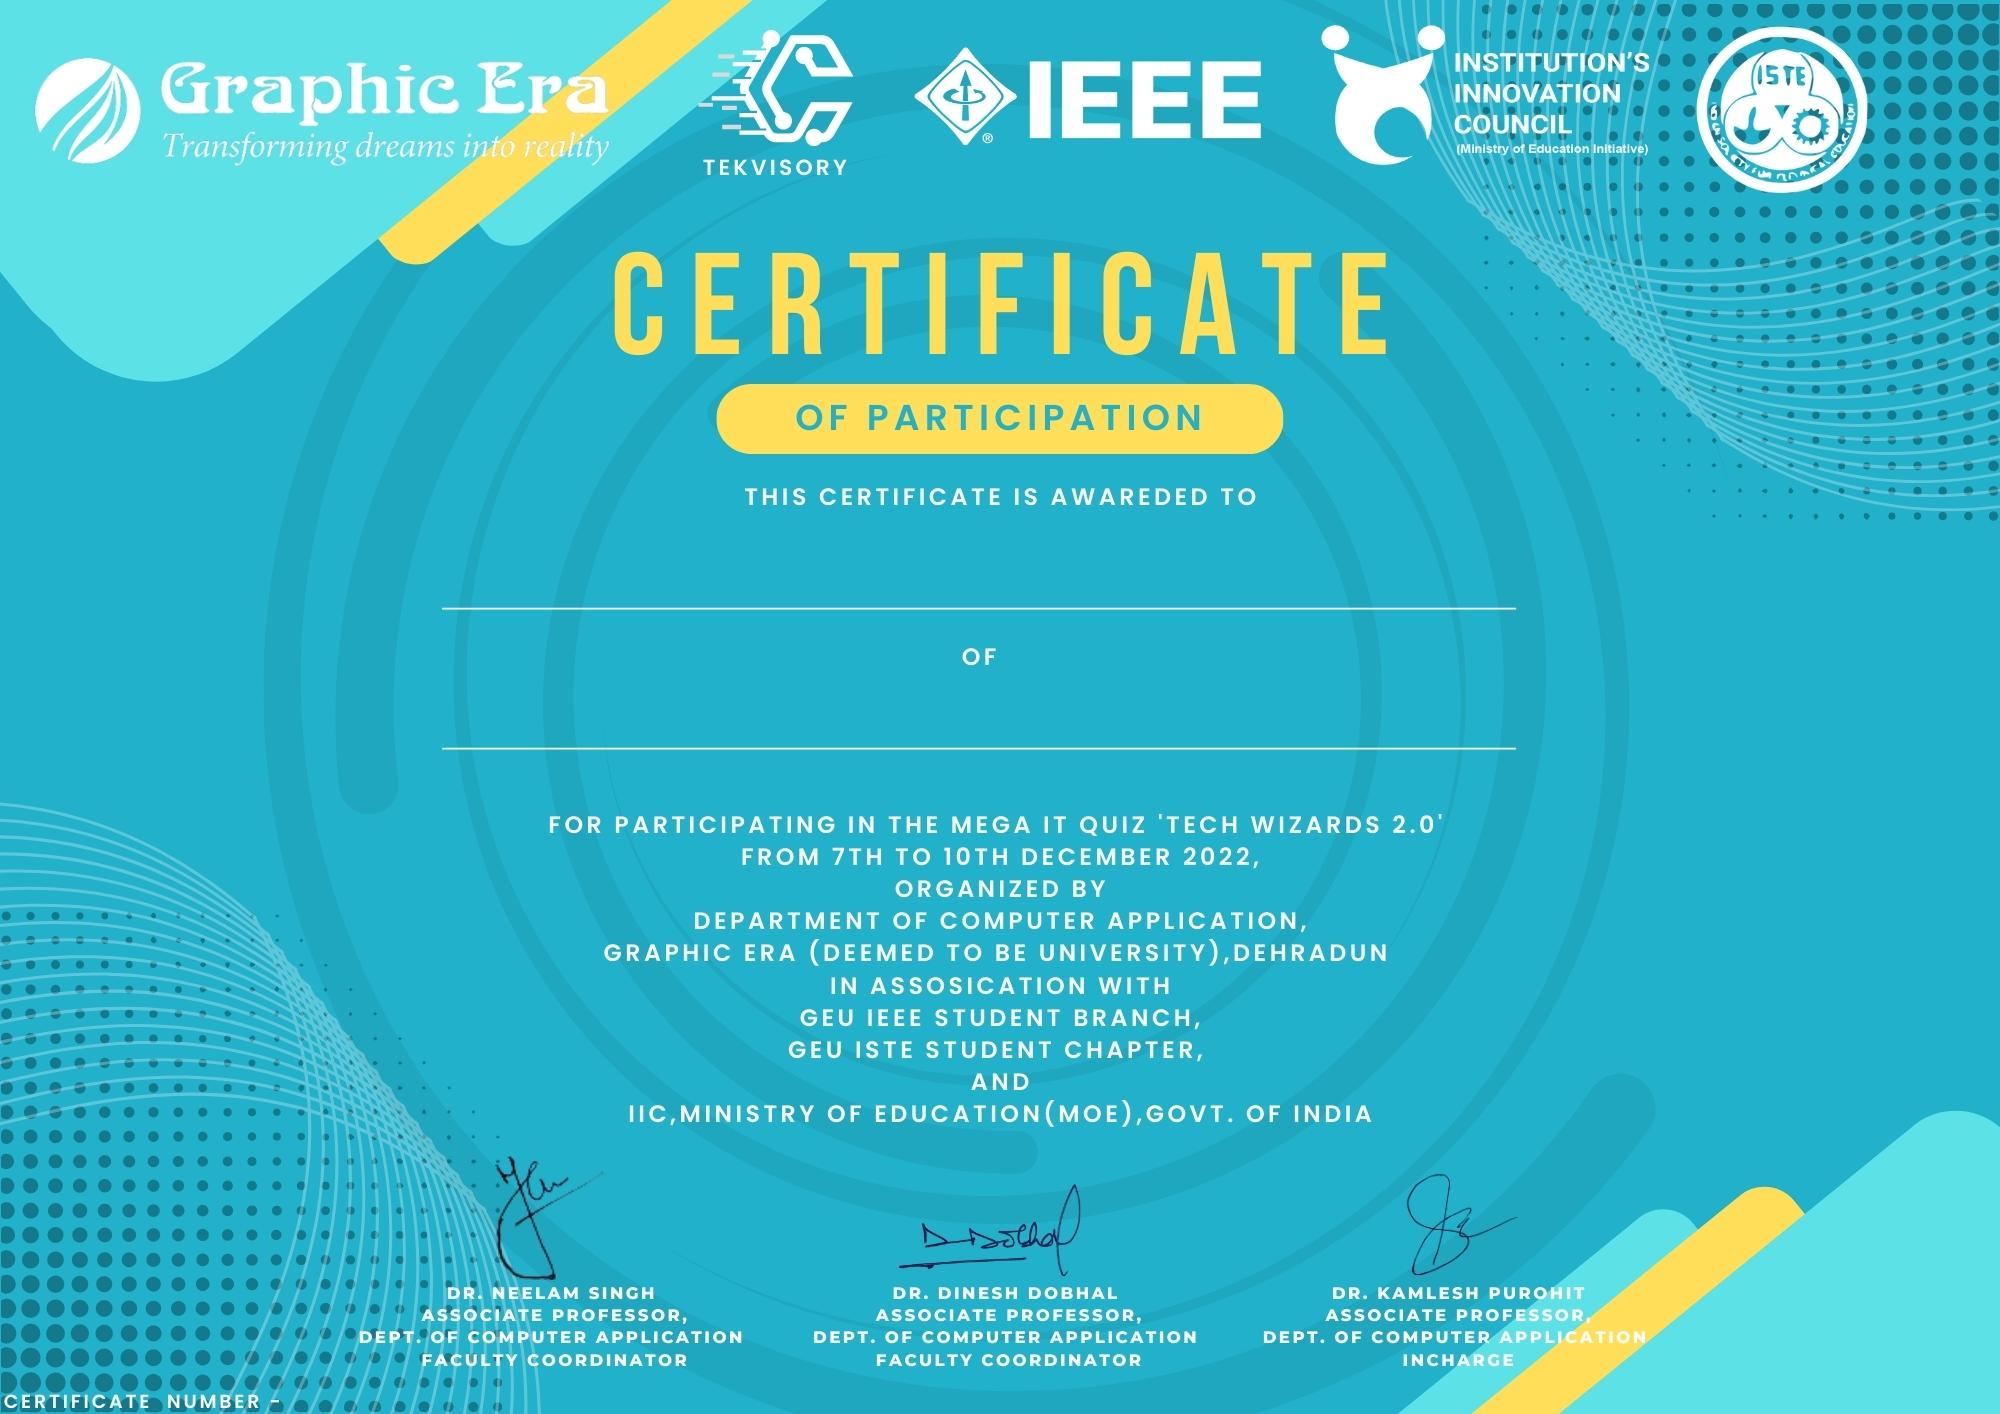 Graphic Era
Transforming dreams into reality
TEKVISORY
IEEE
®
INSTITUTION'S
INNOVATION
COUNCIL
(Ministry of Education Initiative)
ISTE
CERTIFICATE
OF PARTICIPATION
THIS CERTIFICATE IS AWAREDED TO
OF
FOR PARTICIPATING IN THE MEGA IT QUIZ 'TECH WIZARDS 2.0'
FROM 7TH TO 10TH DECEMBER 2022,
ORGANIZED BY
DEPARTMENT OF COMPUTER APPLICATION,
GRAPHIC ERA (DEEMED TO BE UNIVERSITY),DEHRADUN
IN ASSOSICATION WITH
GEU IEEE STUDENT BRANCH,
GEU ISTE STUDENT CHAPTER,
AND
IIC,MINISTRY OF EDUCATION(MOE),GOVT. OF INDIA
D Dobhal
DR. NEELAM SINGH
ASSOCIATE PROFESSOR,
DEPT. OF COMPUTER APPLICATION
FACULTY COORDINATOR
DR. DINESH DOBHAL
ASSOCIATE PROFESSOR,
DEPT. OF COMPUTER APPLICATION
FACULTY COORDINATOR
DR. KAMLESH PUROHIT
ASSOCIATE PROFESSOR,
DEPT. OF COMPUTER APPLICATION
INCHARGE
CERTIFICATE NUMBER -